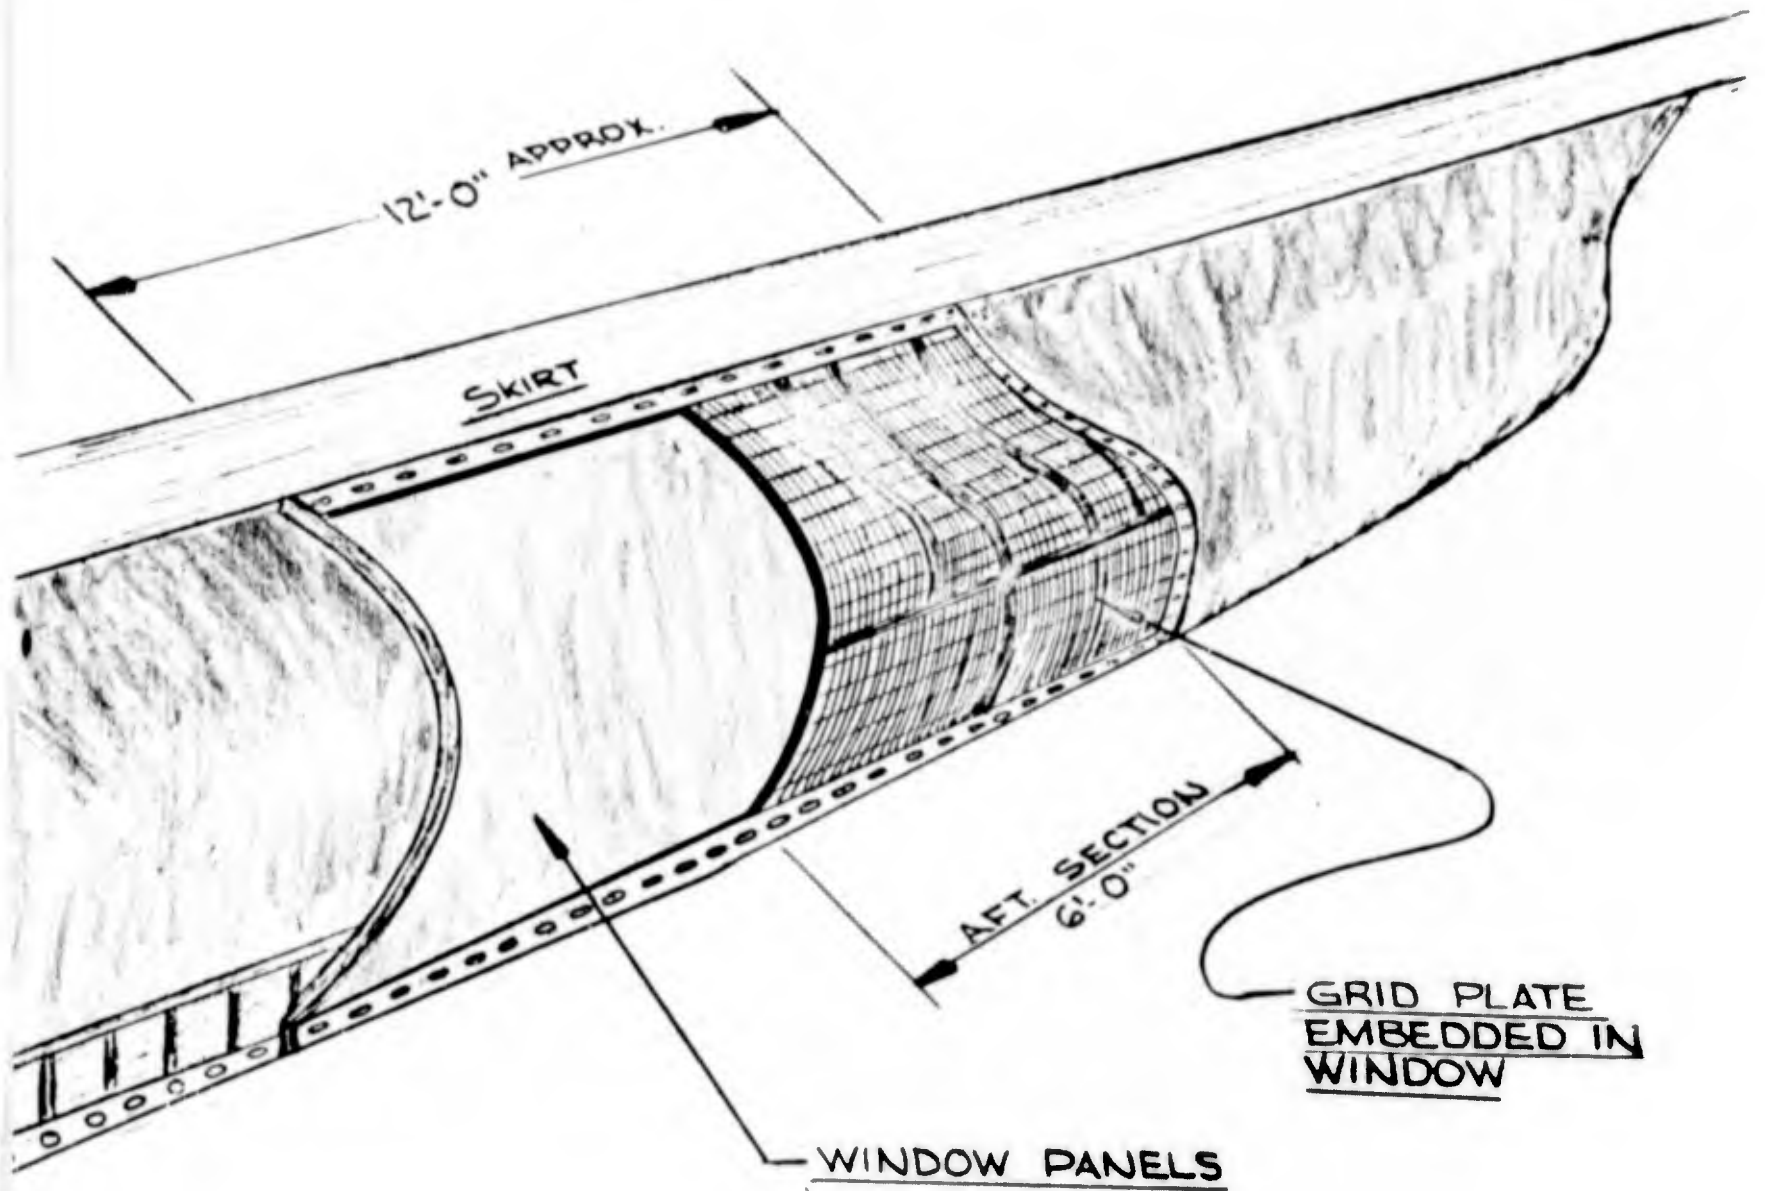 12'-0" APPROX.
SKIRT
AFT. SECTION
6'-0"
GRID PLATE
EMBEDDED IN
WINDOW
WINDOW PANELS